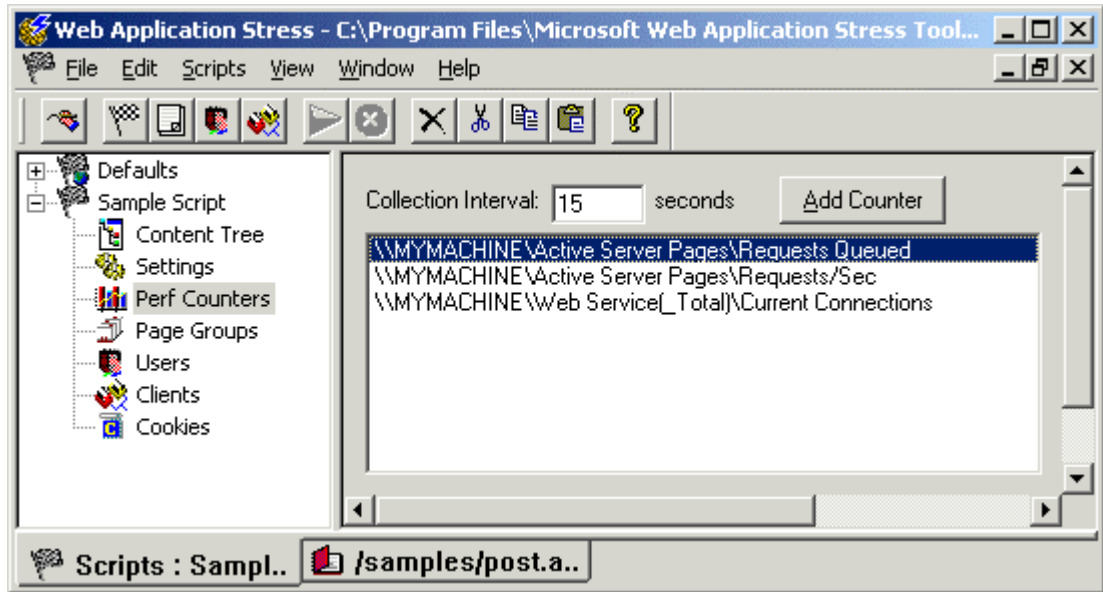 Web Application Stress - C:\Program Files\Microsoft Web Application Stress Tool...
File Edit Scripts View Window Help
Defaults
Sample Script
Content Tree
Settings
Perf Counters
Page Groups
Users
Clients
Cookies
Collection Interval: 15 seconds Add Counter
\\MYMACHINE\Active Server Pages\Requests Queued
\\MYMACHINE\Active Server Pages\Requests/Sec
\\MYMACHINE\Web Service(_Total)\Current Connections
Scripts : Sampl.. /samples/post.a..